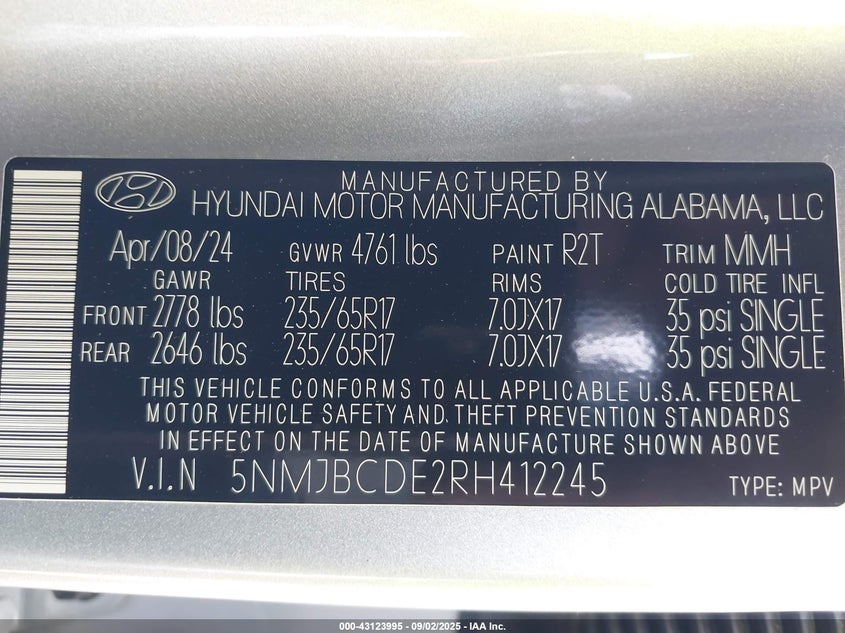 MANUFACTURED BY
HYUNDAI MOTOR MANUFACTURING ALABAMA, LLC
Apr/08/24 GVWR 4761 lbs PAINT R2T TRIM MMH
GAWR TIRES RIMS COLD TIRE INFL
FRONT 2778 lbs 235/65R17 7.0JX17 35 psi SINGLE
REAR 2646 lbs 235/65R17 7.0JX17 35 psi SINGLE
THIS VEHICLE CONFORMS TO ALL APPLICABLE U.S.A. FEDERAL
MOTOR VEHICLE SAFETY AND THEFT PREVENTION STANDARDS
IN EFFECT ON THE DATE OF MANUFACTURE SHOWN ABOVE
V.I.N 5NMJBCDE2RH412245 TYPE: MPV
000-43123995 - 09/02/2025 - IAA Inc.